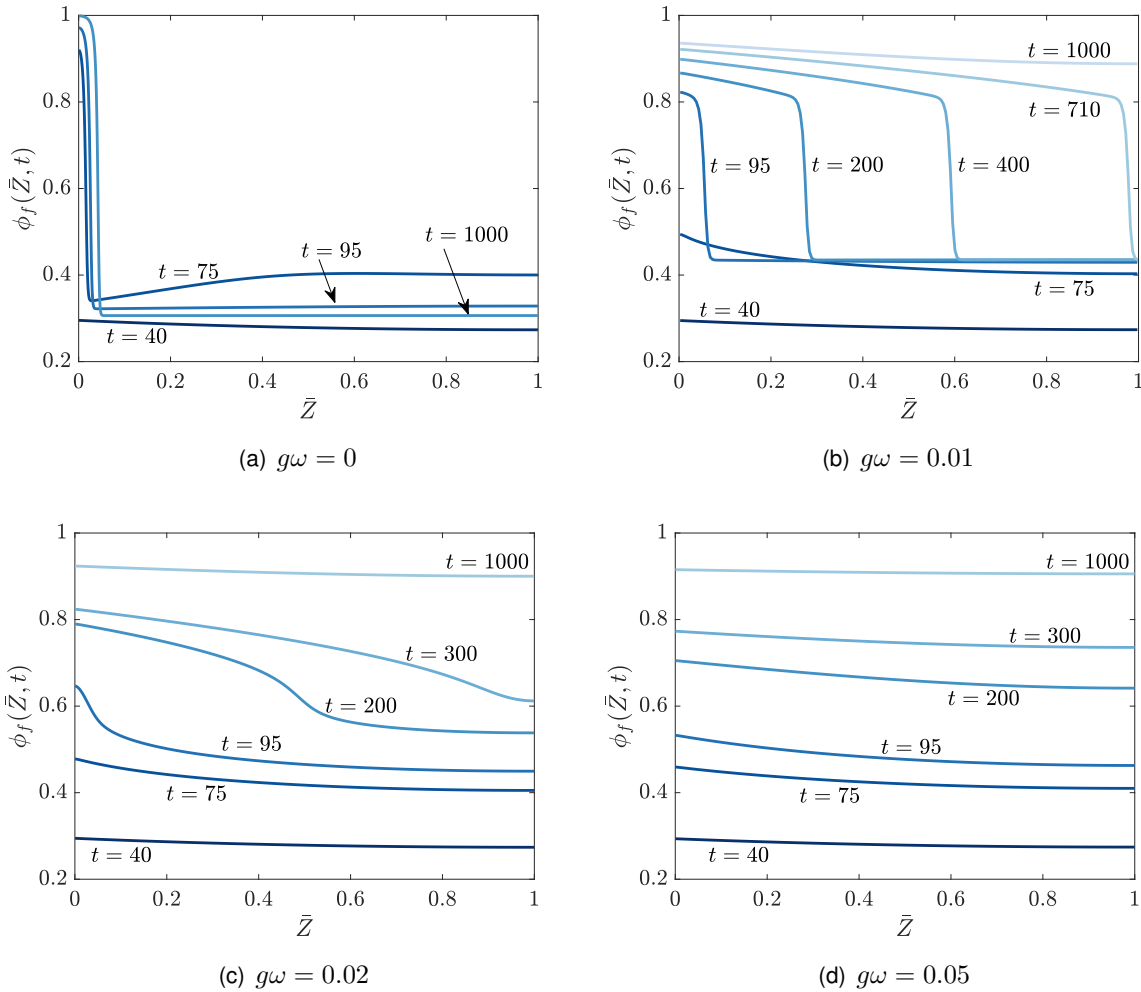 1
0.8
0.6
0.4
0.2
ϕ_f(Z̄, t)
0 0.2 0.4 0.6 0.8 1
Z̄
t = 1000
t = 95
t = 75
t = 40
(a) gω = 0
1
0.8
0.6
0.4
0.2
ϕ_f(Z̄, t)
0 0.2 0.4 0.6 0.8 1
Z̄
t = 1000
t = 710
t = 95
t = 200
t = 400
t = 75
t = 40
(b) gω = 0.01
1
0.8
0.6
0.4
0.2
ϕ_f(Z̄, t)
0 0.2 0.4 0.6 0.8 1
Z̄
t = 1000
t = 300
t = 200
t = 95
t = 75
t = 40
(c) gω = 0.02
1
0.8
0.6
0.4
0.2
ϕ_f(Z̄, t)
0 0.2 0.4 0.6 0.8 1
Z̄
t = 1000
t = 300
t = 200
t = 95
t = 75
t = 40
(d) gω = 0.05